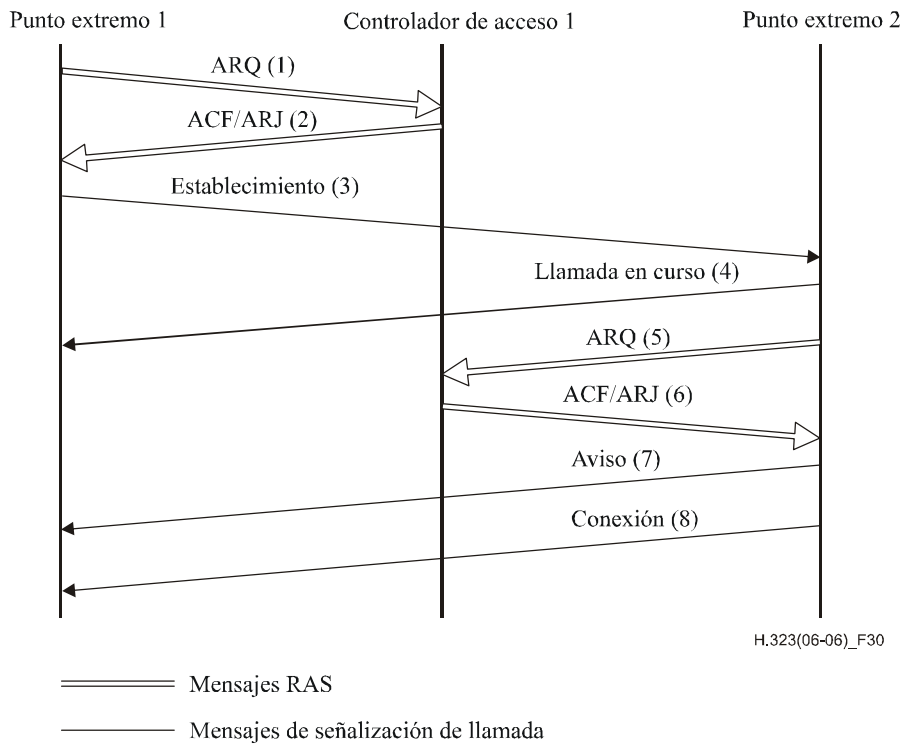 Punto extremo 1 Controlador de acceso 1 Punto extremo 2
ARQ (1)
ACF/ARJ (2)
Establecimiento (3)
Llamada en curso (4)
ARQ (5)
ACF/ARJ (6)
Aviso (7)
Conexión (8)
H.323(06-06)_F30
Mensajes RAS
Mensajes de señalización de llamada